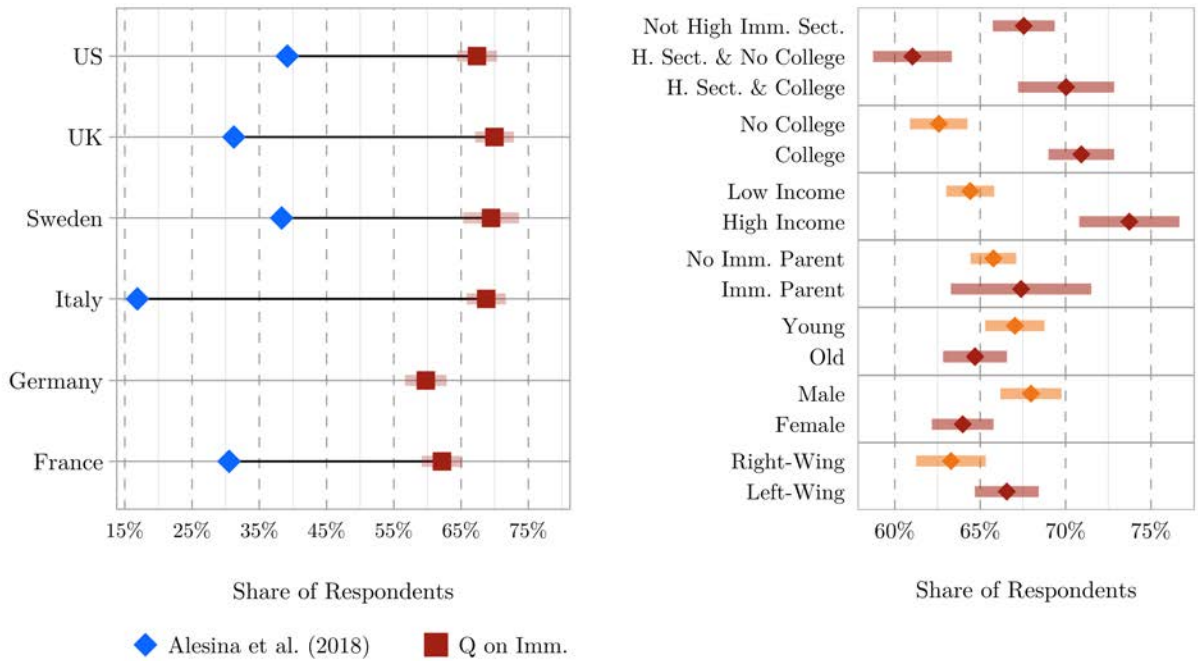 US
UK
Sweden
Italy
Germany
France
15% 25% 35% 45% 55% 65% 75%
Share of Respondents
Alesina et al. (2018) Q on Imm.
Not High Imm. Sect.
H. Sect. & No College
H. Sect. & College
No College
College
Low Income
High Income
No Imm. Parent
Imm. Parent
Young
Old
Male
Female
Right-Wing
Left-Wing
60% 65% 70% 75%
Share of Respondents